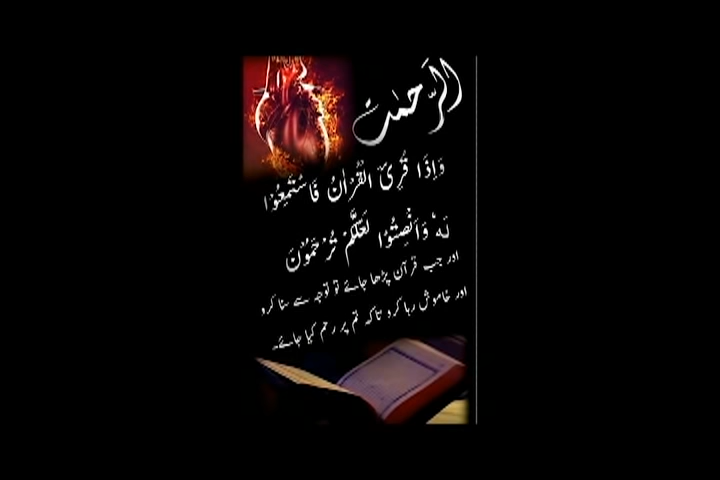 الرّحمٰت
وَاِذَا قُرِئَ الْقُرْاٰنُ فَاسْتَمِعُوْا
لَهٗ وَاَنْصِتُوْا لَعَلَّكُمْ تُرْحَمُوْنَ
اور جب قرآن پڑھا جائے تو توجہ سے سنا کرو
اور خاموش رہا کرو تاکہ تم پر رحم کیا جائے۔